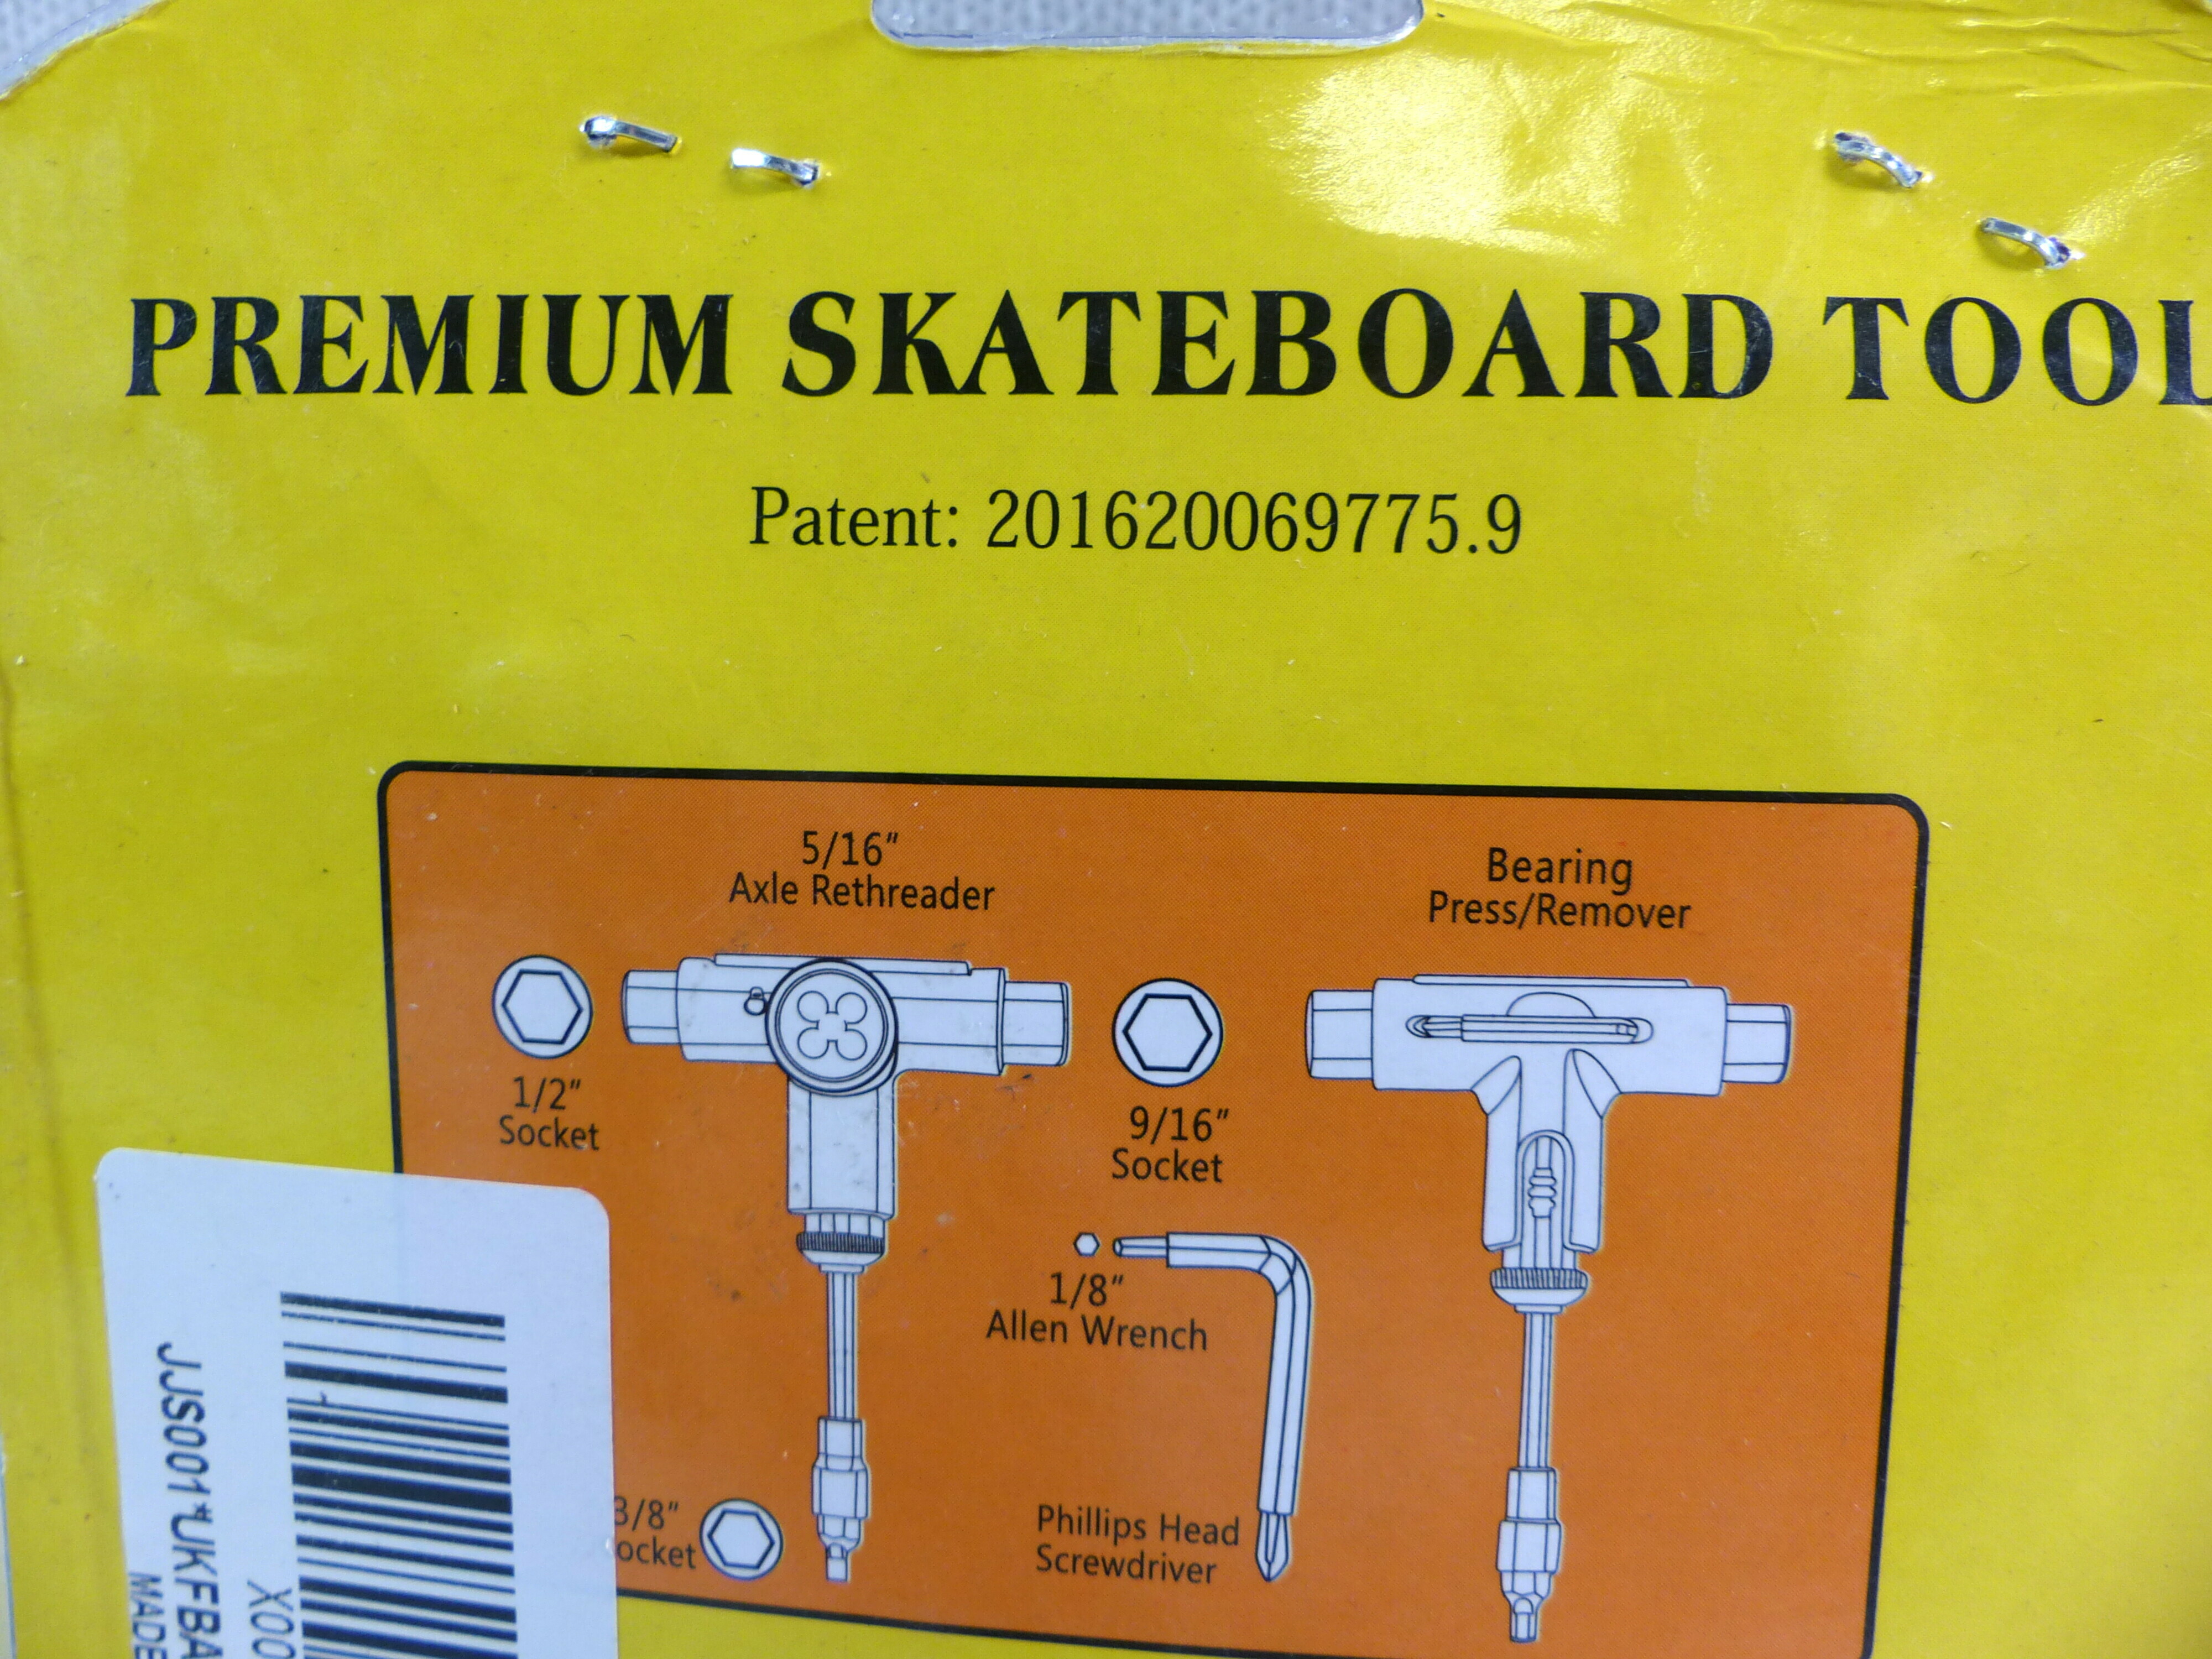 PREMIUM SKATEBOARD TOOL
Patent: 201620069775.9
5/16"
Axle Rethreader
Bearing
Press/Remover
1/2"
Socket
9/16"
Socket
1/8"
Allen Wrench
3/8"
ocket
Phillips Head
Screwdriver
JJS001*UKFBA
X00
MADE